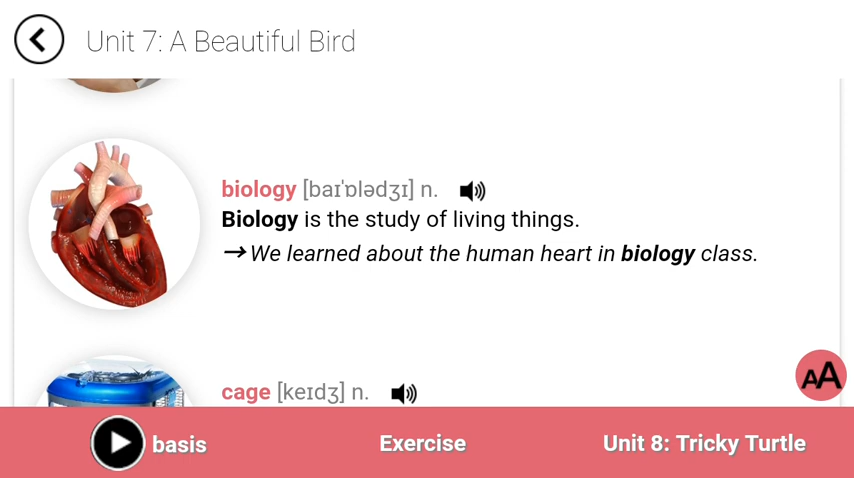 Unit 7: A Beautiful Bird
biology [baɪˈɒlədʒɪ] n.
Biology is the study of living things.
→ We learned about the human heart in biology class.
cage [keɪdʒ] n.
AA
basis
Exercise
Unit 8: Tricky Turtle